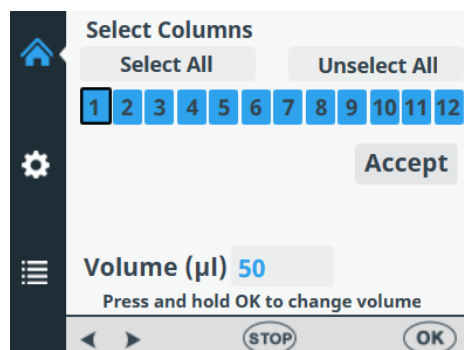 Select Columns
Select All Unselect All
1 2 3 4 5 6 7 8 9 10 11 12
Accept
Volume (µl) 50
Press and hold OK to change volume
STOP OK